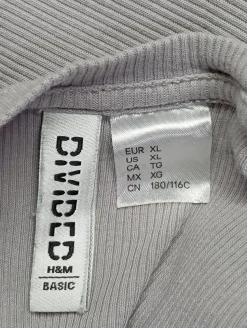 DIVIDED
H&M
BASIC
EUR XL
US XL
CA TG
MX XG
CN 180/116C